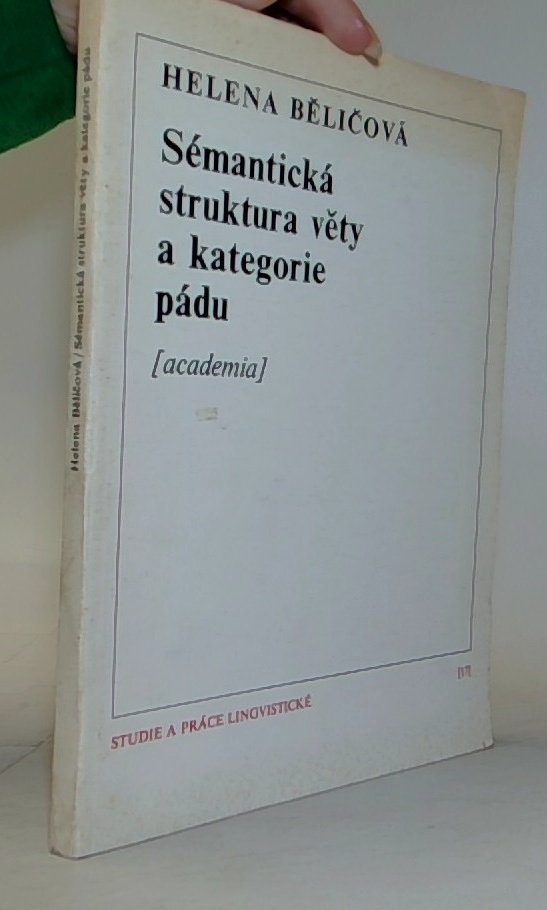 HELENA BĚLIČOVÁ
Sémantická
struktura věty
a kategorie
pádu
[academia]
STUDIE A PRÁCE LINGVISTICKÉ
Helena Běličová/Sémantická struktura věty a kategorie pádu